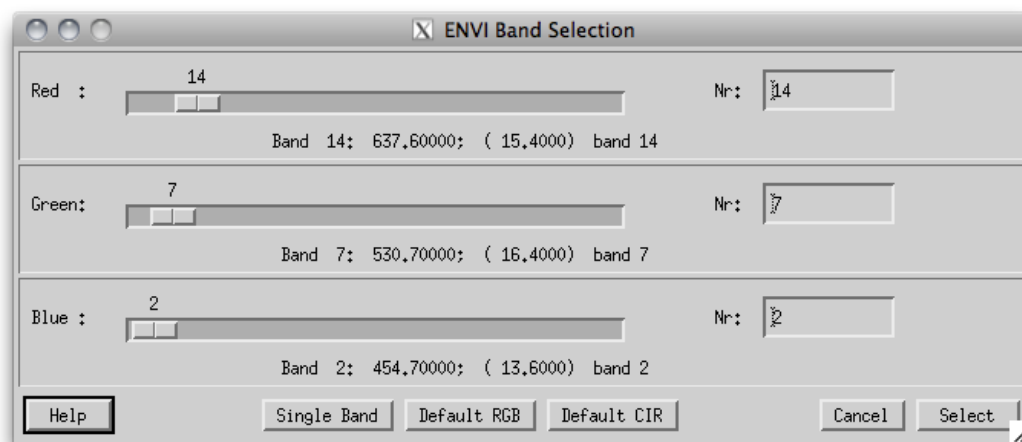 X ENVI Band Selection
14
Red : Nr: 14
Band 14: 637.60000; ( 15.4000) band 14
7
Green: Nr: 7
Band 7: 530.70000; ( 16.4000) band 7
2
Blue : Nr: 2
Band 2: 454.70000; ( 13.6000) band 2
Help Single Band Default RGB Default CIR Cancel Select